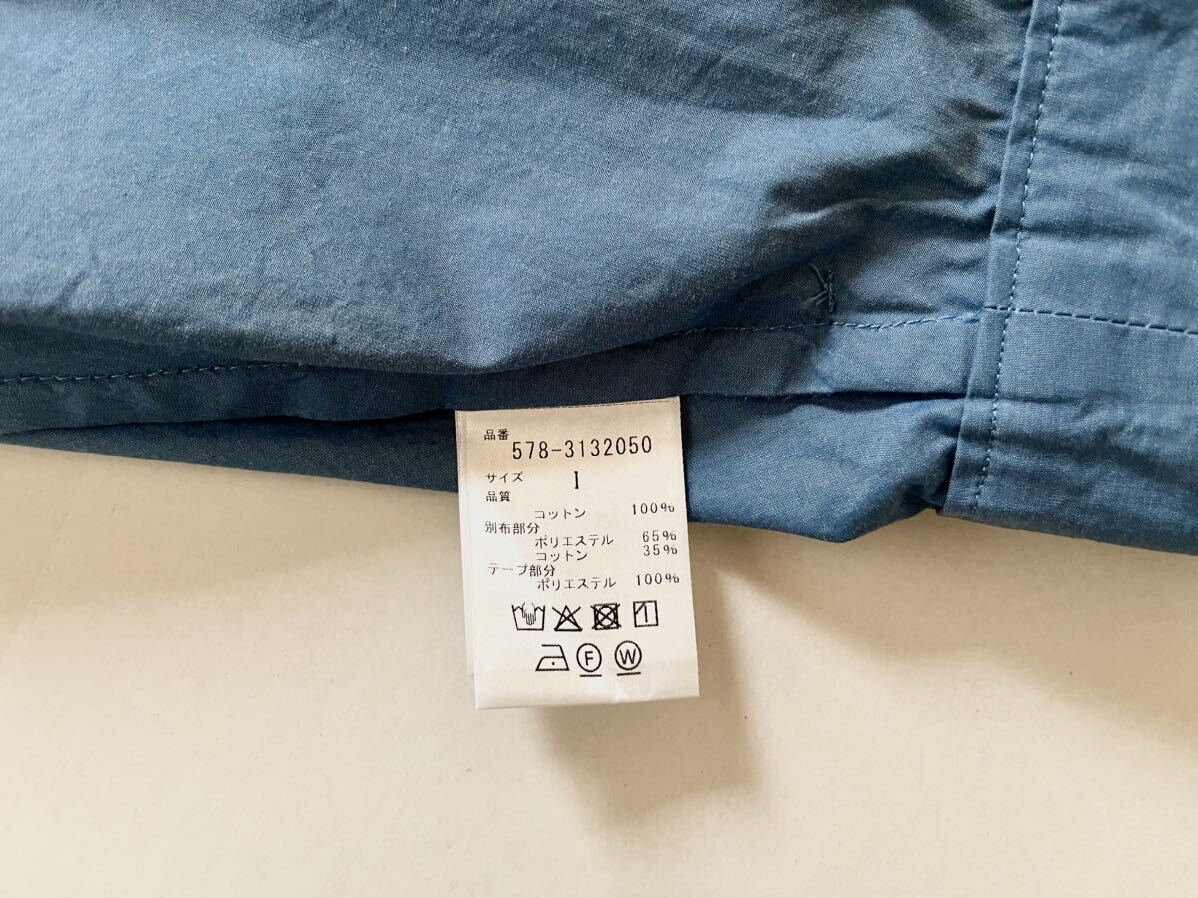 品番
578-3132050
サイズ I
品質
コットン 100%
別布部分
ポリエステル 65%
コットン 35%
テープ部分
ポリエステル 100%
F W